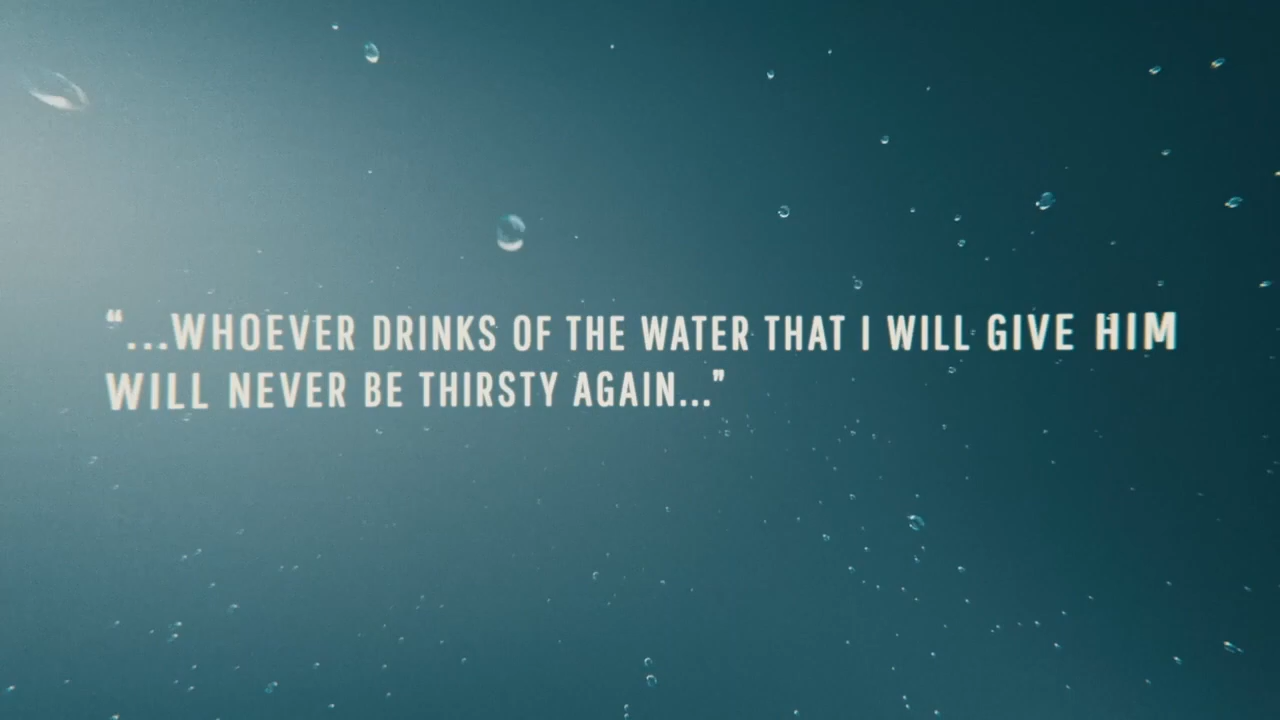 “...WHOEVER DRINKS OF THE WATER THAT I WILL GIVE HIM
WILL NEVER BE THIRSTY AGAIN...”